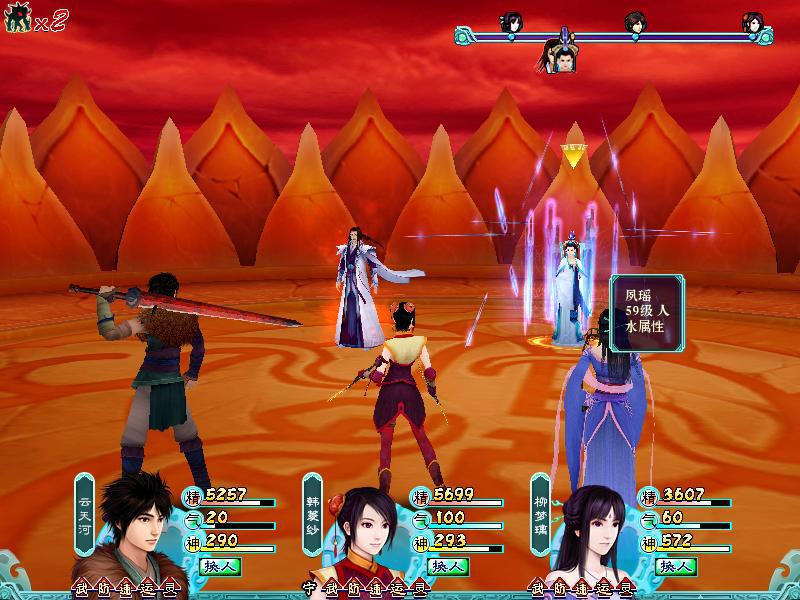 x2
凤瑶
59级 人
水属性
云天河
精 5257
气 20
神 290
换人
武 防 速 运 灵
韩菱纱
精 5699
气 100
神 293
换人
宁 武 防 速 运 灵
柳梦璃
精 3607
气 60
神 572
换人
武 防 速 运 灵